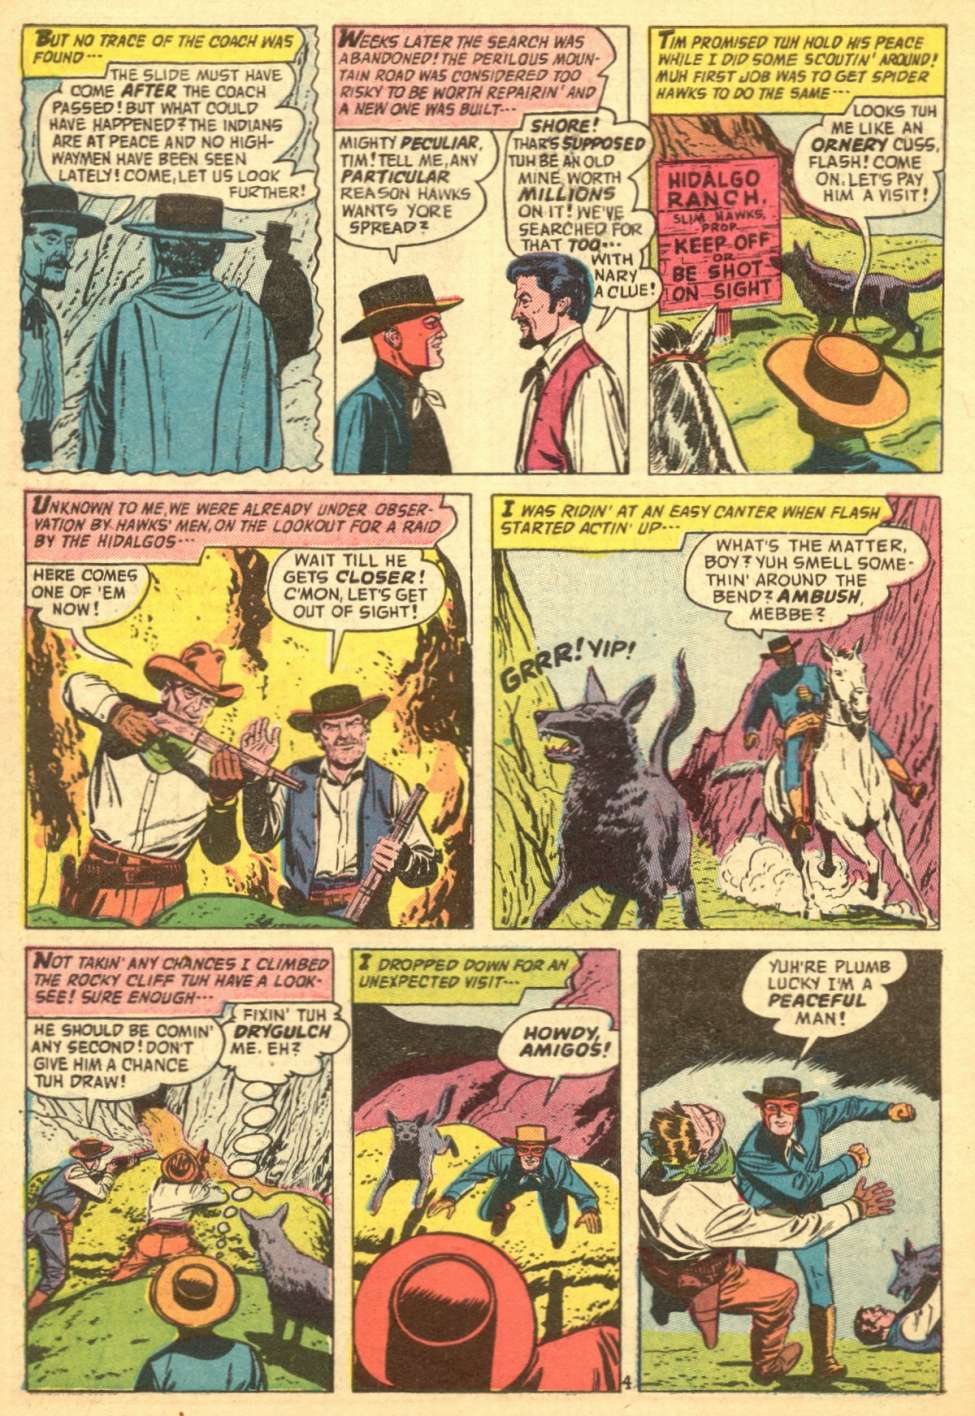 BUT NO TRACE OF THE COACH WAS
FOUND---
THE SLIDE MUST HAVE
COME AFTER THE COACH
PASSED! BUT WHAT COULD
HAVE HAPPENED? THE INDIANS
ARE AT PEACE AND NO HIGH-
WAYMEN HAVE BEEN SEEN
LATELY! COME, LET US LOOK
FURTHER!
WEEKS LATER THE SEARCH WAS
ABANDONED! THE PERILOUS MOUN-
TAIN ROAD WAS CONSIDERED TOO
RISKY TO BE WORTH REPAIRIN' AND
A NEW ONE WAS BUILT---
MIGHTY PECULIAR,
TIM! TELL ME, ANY
PARTICULAR
REASON HAWKS
WANTS YORE
SPREAD?
SHORE!
THAR'S SUPPOSED
TUH BE AN OLD
MINE WORTH
MILLIONS
ON IT! WE'VE
SEARCHED FOR
THAT TOO---
WITH
NARY
A CLUE!
TIM PROMISED TUH HOLD HIS PEACE
WHILE I DID SOME SCOUTIN' AROUND!
MUH FIRST JOB WAS TO GET SPIDER
HAWKS TO DO THE SAME---
LOOKS TUH
ME LIKE AN
ORNERY CUSS,
FLASH! COME
ON. LET'S PAY
HIM A VISIT!
HIDALGO
RANCH,
SLIM HAWKS,
PROP.
KEEP OFF
OR
BE SHOT
ON SIGHT
UNKNOWN TO ME, WE WERE ALREADY UNDER OBSER-
VATION BY HAWKS' MEN, ON THE LOOKOUT FOR A RAID
BY THE HIDALGOS---
HERE COMES
ONE OF 'EM
NOW!
WAIT TILL HE
GETS CLOSER!
C'MON, LET'S GET
OUT OF SIGHT!
I WAS RIDIN' AT AN EASY CANTER WHEN FLASH
STARTED ACTIN' UP---
WHAT'S THE MATTER,
BOY? YUH SMELL SOME-
THIN' AROUND THE
BEND? AMBUSH,
MEBBE?
GRRR! YIP!
NOT TAKIN' ANY CHANCES I CLIMBED
THE ROCKY CLIFF TUH HAVE A LOOK-
SEE! SURE ENOUGH---
HE SHOULD BE COMIN'
ANY SECOND! DON'T
GIVE HIM A CHANCE
TUH DRAW!
FIXIN' TUH
DRYGULCH
ME, EH?
I DROPPED DOWN FOR AN
UNEXPECTED VISIT---
HOWDY,
AMIGOS!
4
YUH'RE PLUMB
LUCKY I'M A
PEACEFUL
MAN!